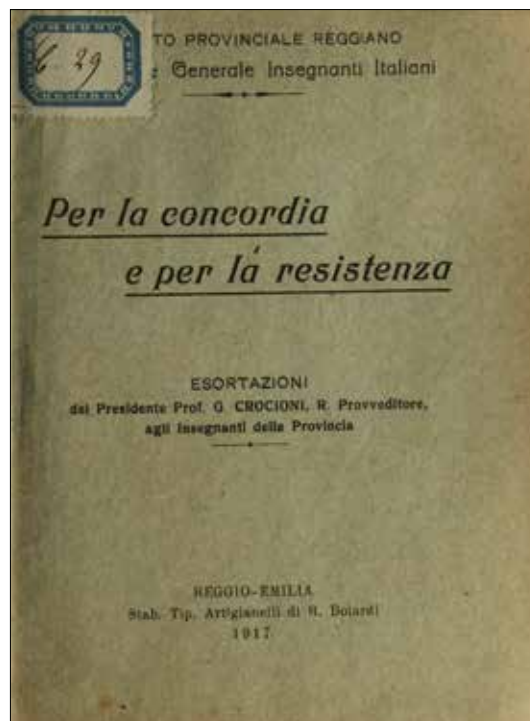 C. 29
TO PROVINCIALE REGGIANO
Generale Insegnanti Italiani
Per la concordia
e per la resistenza
ESORTAZIONI
del Presidente Prof. G. CROCIONI, R. Provveditore,
agli Insegnanti della Provincia
REGGIO-EMILIA
Stab. Tip. Artigianelli di R. Boiardi
1917